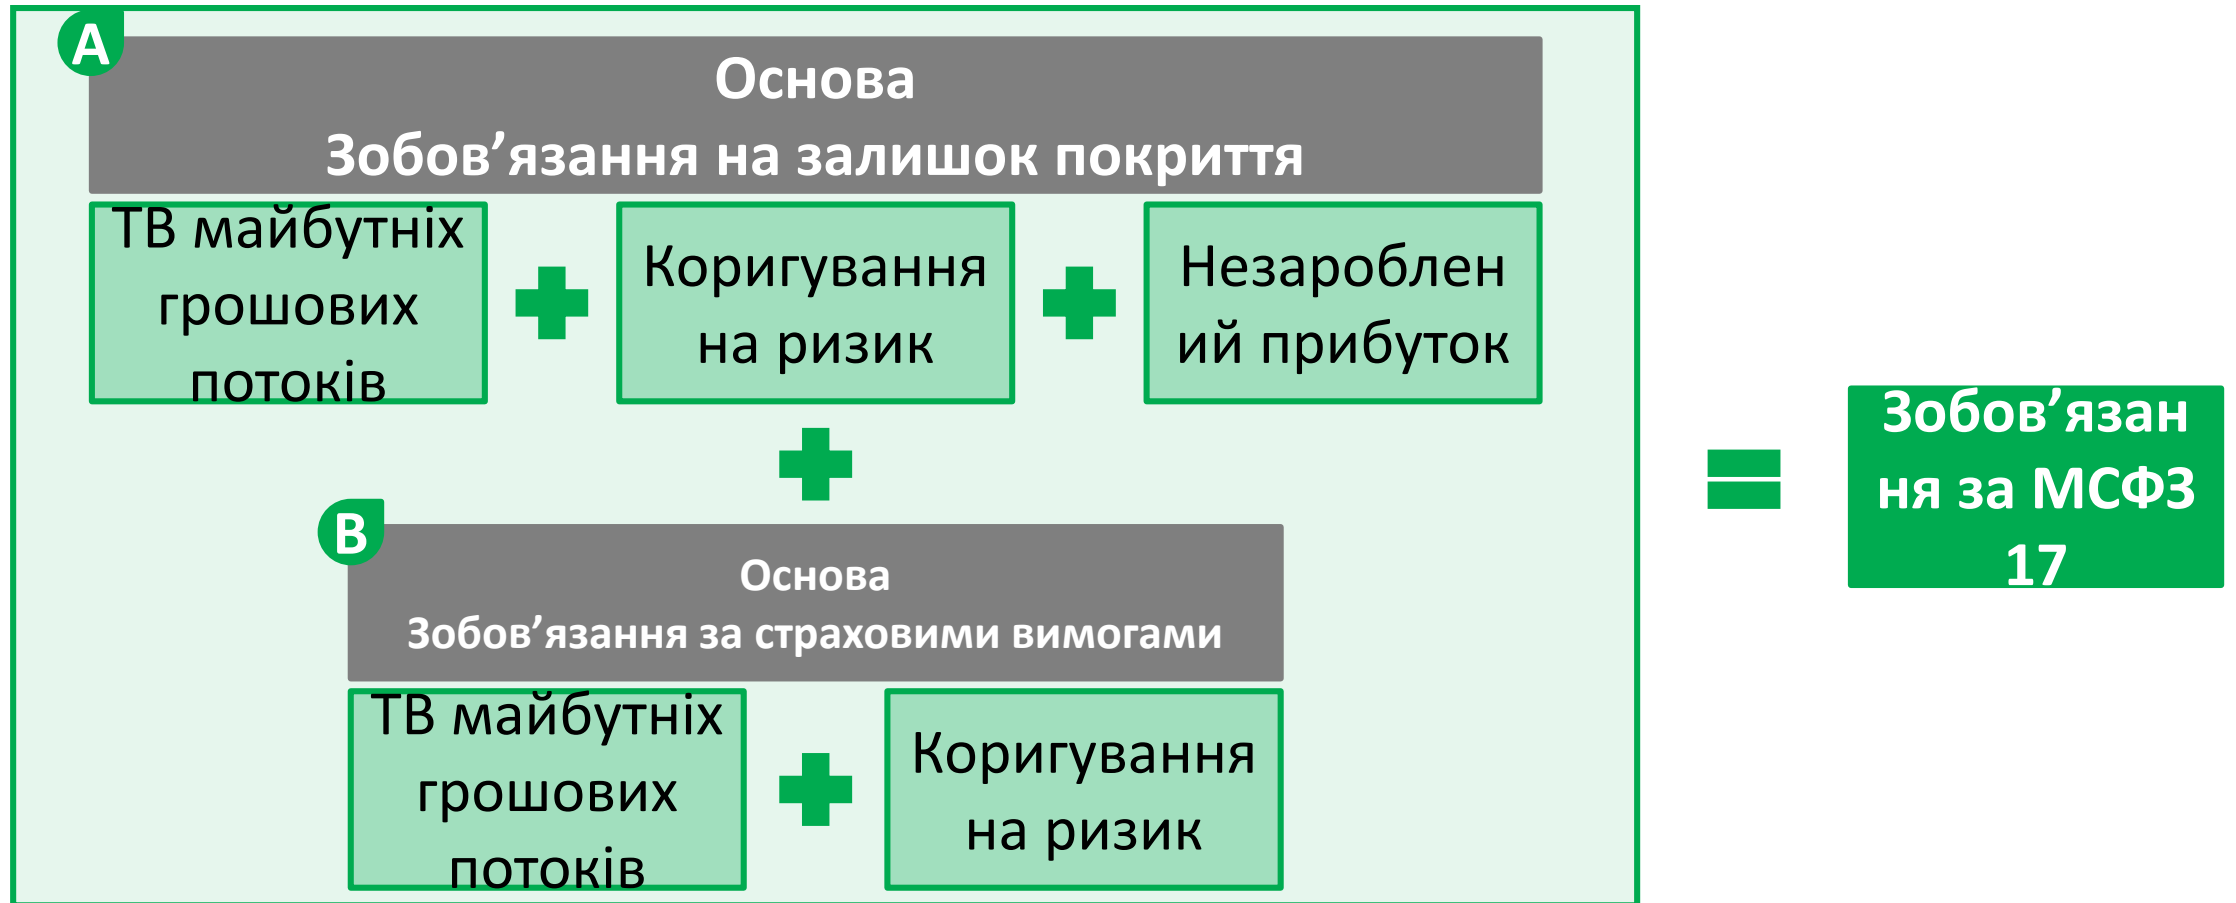 A
Основа
Зобов’язання на залишок покриття
ТВ майбутніх
грошових
потоків
Коригування
на ризик
Незароблен
ий прибуток
B
Основа
Зобов’язання за страховими вимогами
ТВ майбутніх
грошових
потоків
Коригування
на ризик
Зобов’язан
ня за МСФЗ
17